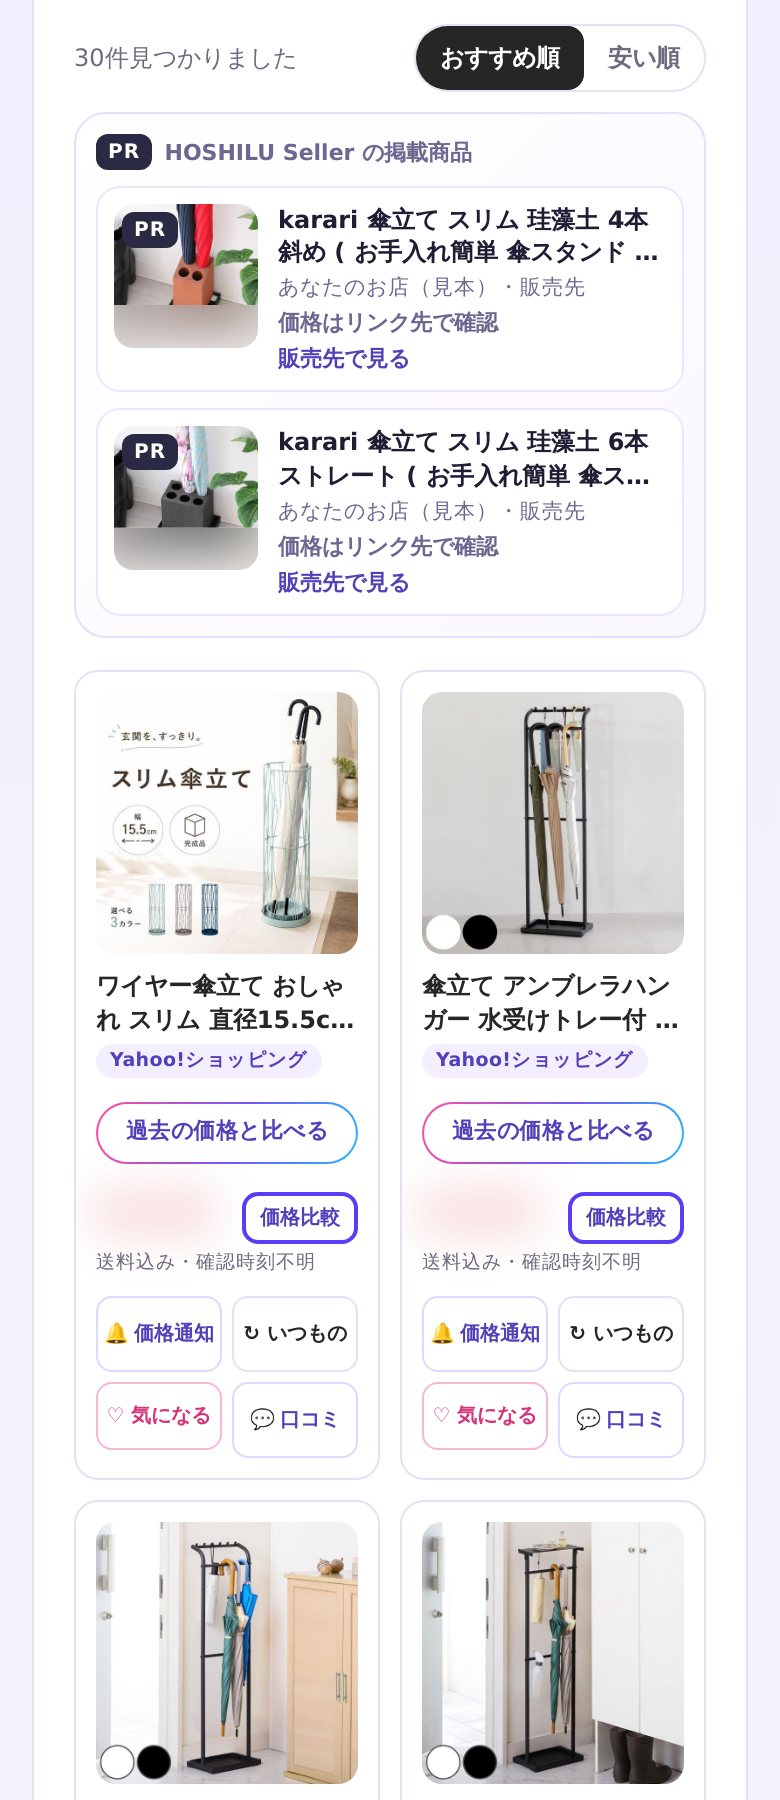 30件見つかりました
おすすめ順
安い順
PR
HOSHILU Seller の掲載商品
PR
karari 傘立て スリム 珪藻土 4本
斜め ( お手入れ簡単 傘スタンド ...
あなたのお店（見本）・販売先
価格はリンク先で確認
販売先で見る
PR
karari 傘立て スリム 珪藻土 6本
ストレート ( お手入れ簡単 傘ス...
あなたのお店（見本）・販売先
価格はリンク先で確認
販売先で見る
玄関を、すっきり。
スリム傘立て
幅
15.5cm
完成品
選べる
3カラー
ワイヤー傘立て おしゃ
れ スリム 直径15.5c...
Yahoo!ショッピング
過去の価格と比べる
価格比較
送料込み・確認時刻不明
🔔 価格通知
↻ いつもの
♡ 気になる
💬 口コミ
傘立て アンブレラハン
ガー 水受けトレー付 ...
Yahoo!ショッピング
過去の価格と比べる
価格比較
送料込み・確認時刻不明
🔔 価格通知
↻ いつもの
♡ 気になる
💬 口コミ